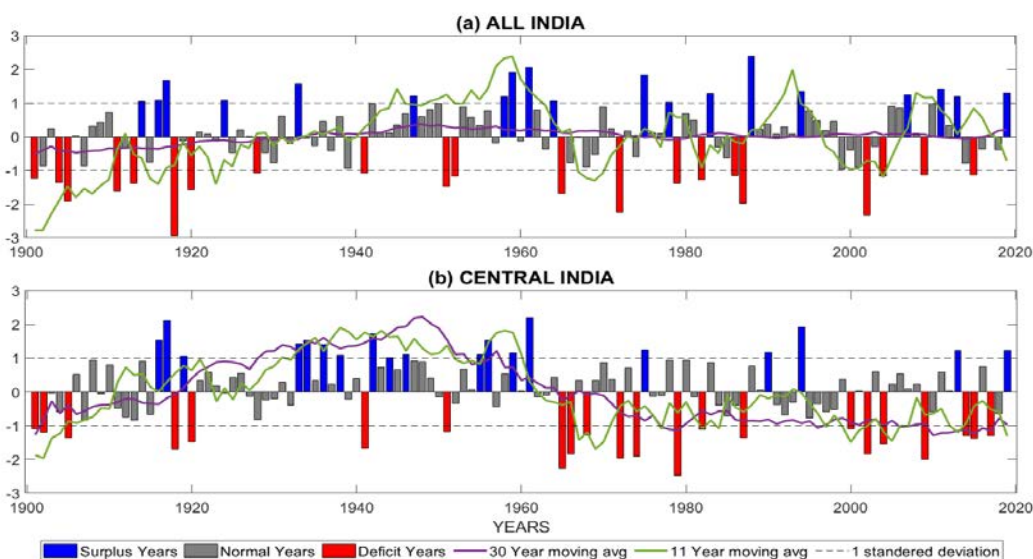 (a) ALL INDIA
3
2
1
0
-1
-2
-3
1900 1920 1940 1960 1980 2000 2020
(b) CENTRAL INDIA
3
2
1
0
-1
-2
-3
1900 1920 1940 1960 1980 2000 2020
YEARS
Surplus Years Normal Years Deficit Years 30 Year moving avg 11 Year moving avg 1 standered deviation